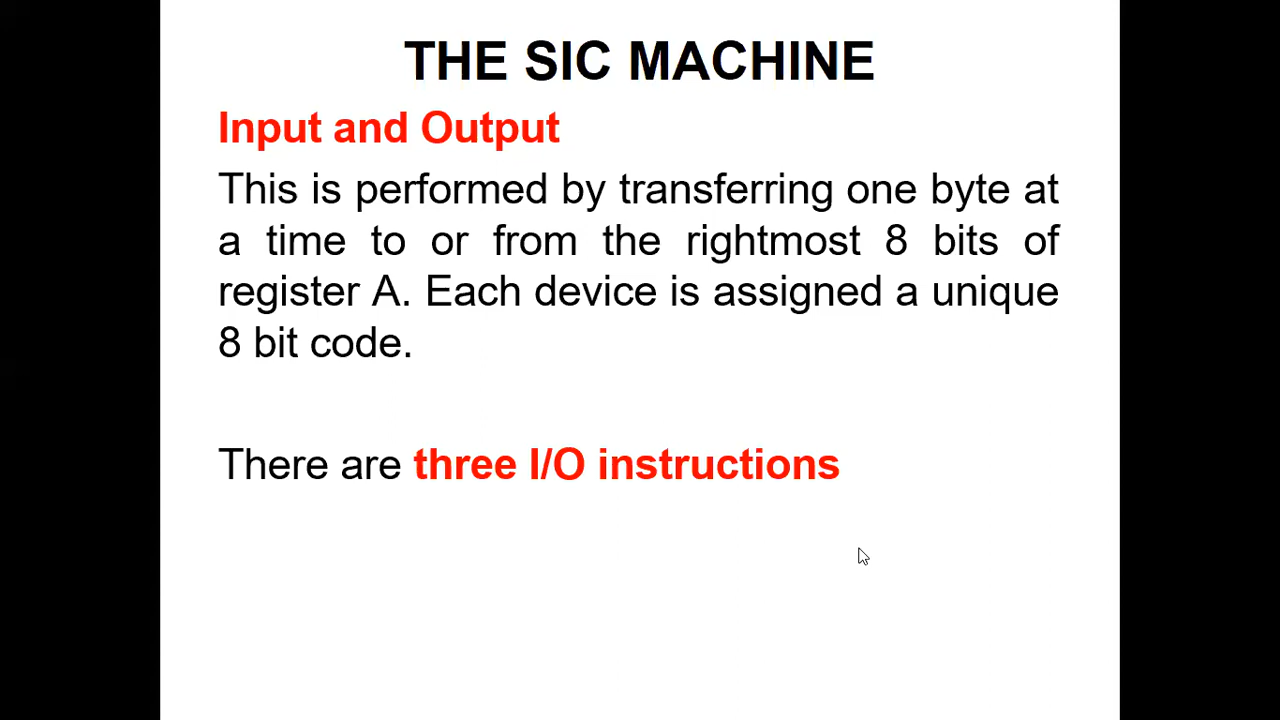 THE SIC MACHINE
Input and Output
This is performed by transferring one byte at
a time to or from the rightmost 8 bits of
register A. Each device is assigned a unique
8 bit code.
There are three I/O instructions